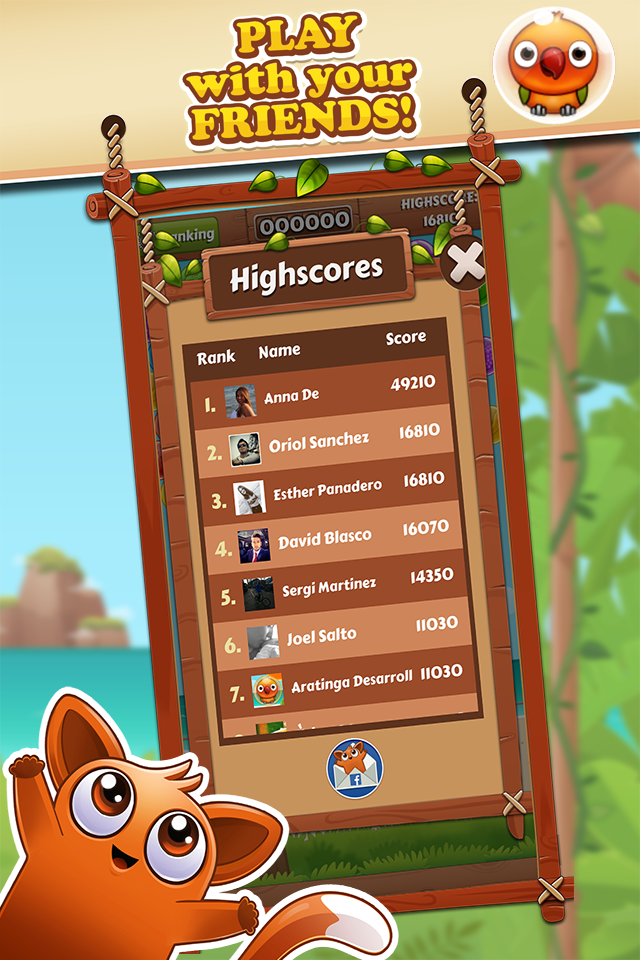 PLAY
with your
FRIENDS!
000000
HIGHSCORES
Highscores
Rank Name Score
1. Anna De 49210
2. Oriol Sanchez 16810
3. Esther Panadero 16810
4. David Blasco 16070
5. Sergi Martinez 14350
6. Joel Salto 11030
7. Aratinga Desarroll 11030
f